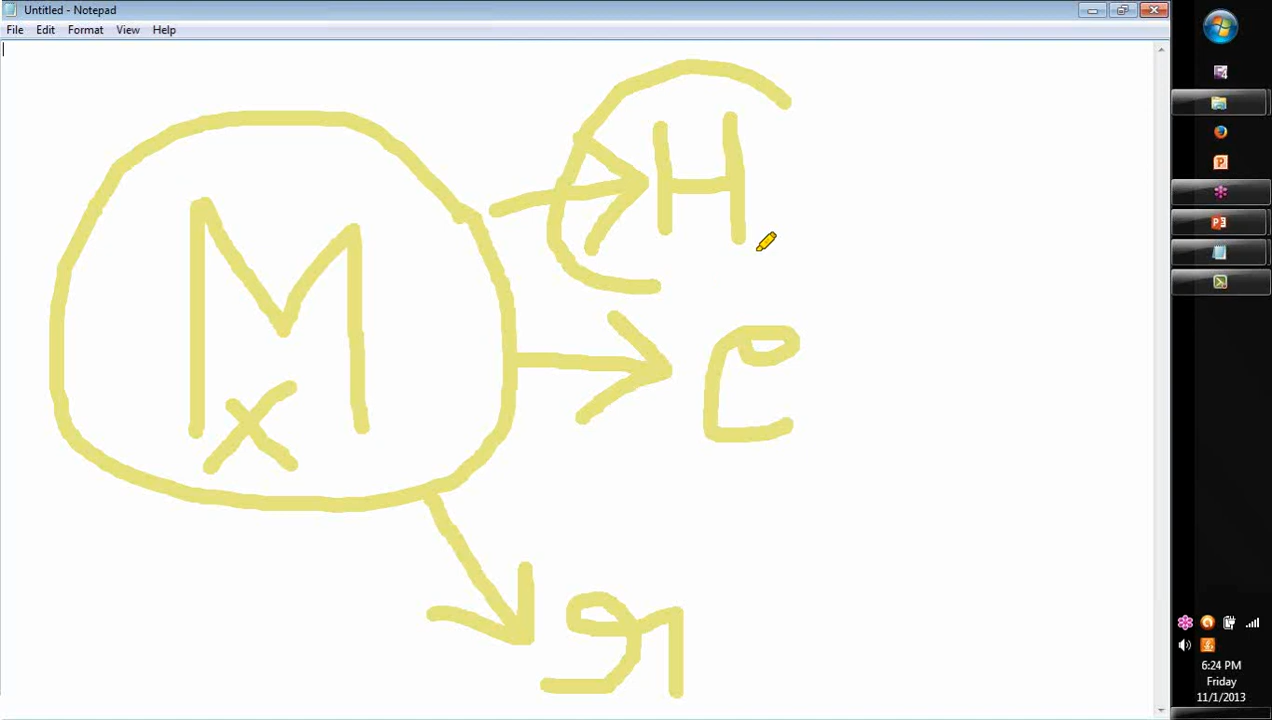 Untitled - Notepad
File Edit Format View Help
M
x
H
e
6:24 PM
Friday
11/1/2013